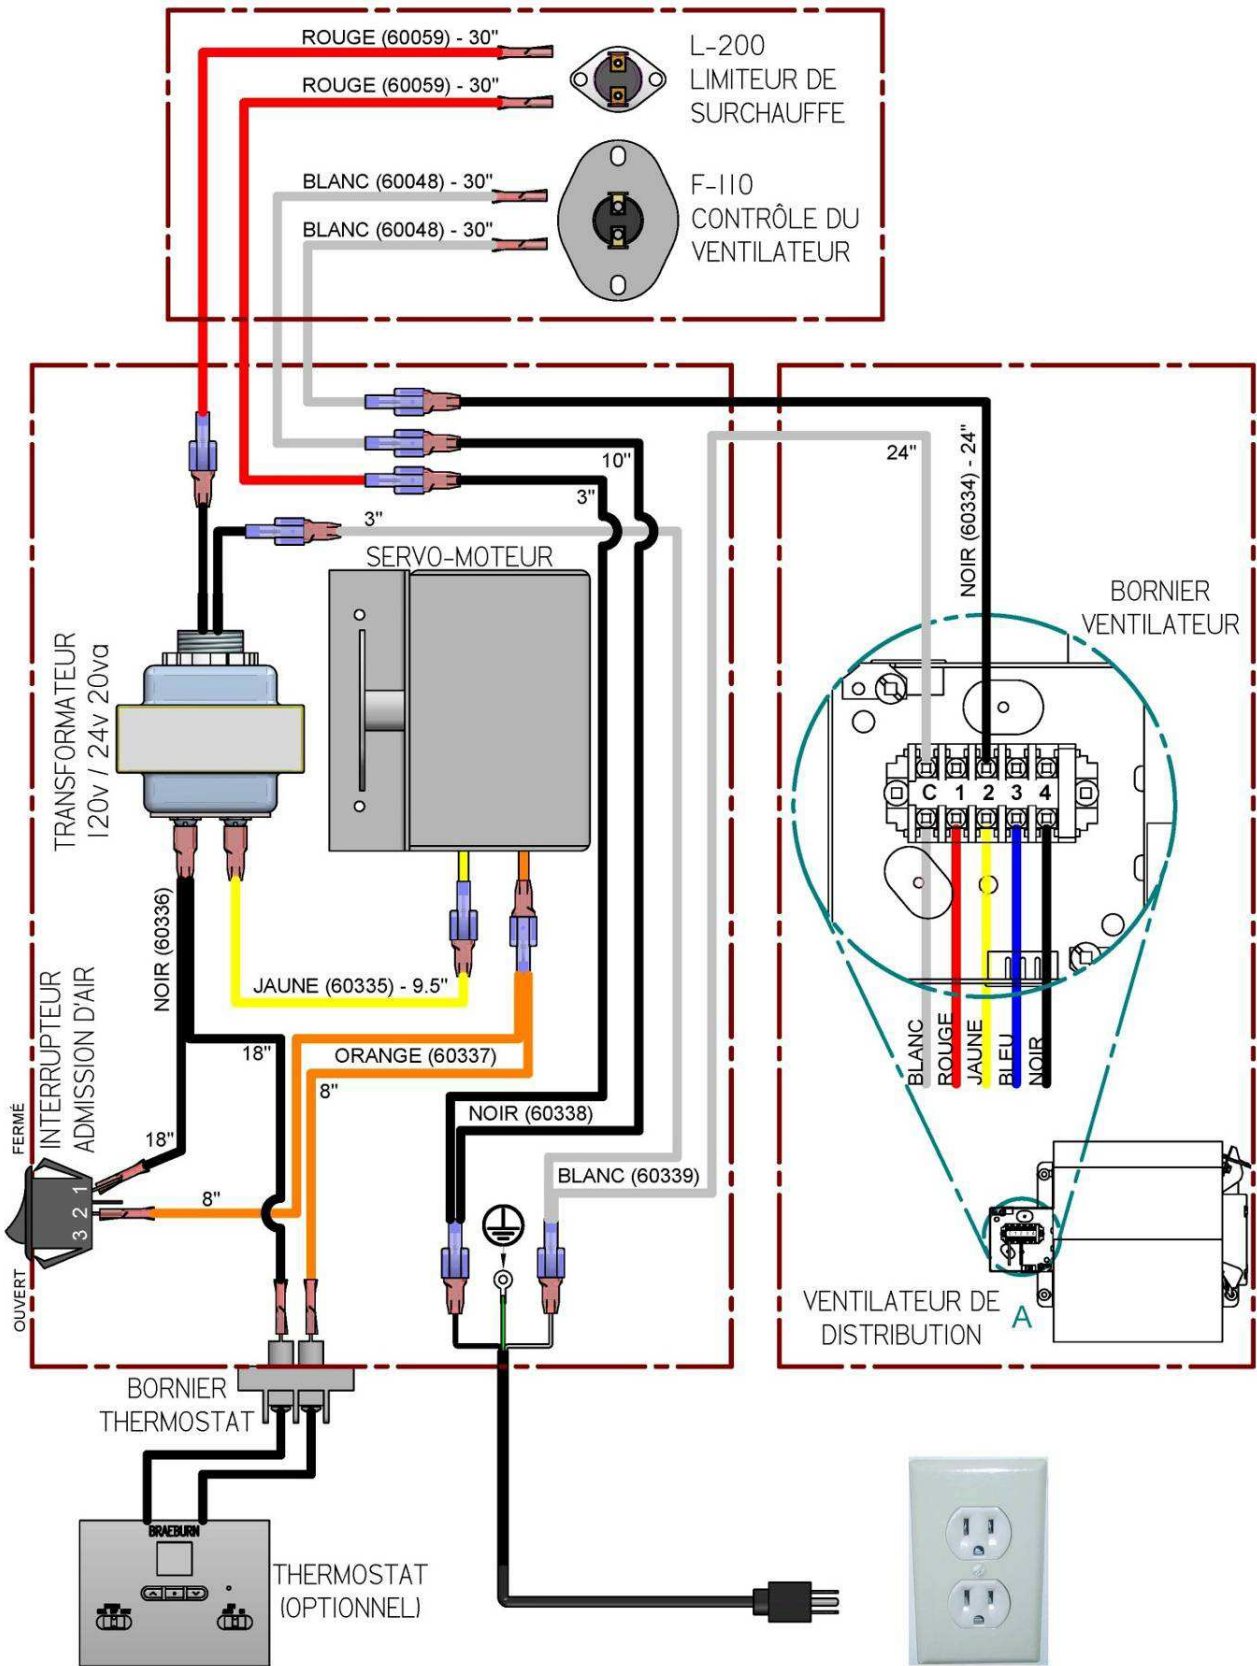 ROUGE (60059) - 30"
ROUGE (60059) - 30"
L-200
LIMITEUR DE
SURCHAUFFE
BLANC (60048) - 30"
BLANC (60048) - 30"
F-110
CONTRÔLE DU
VENTILATEUR
10"
3"
3"
24"
NOIR (60334) - 24"
SERVO-MOTEUR
TRANSFORMATEUR
120v / 24v 20va
BORNIER
VENTILATEUR
C 1 2 3 4
NOIR (60336)
JAUNE (60335) - 9.5"
18"
ORANGE (60337)
8"
NOIR (60338)
BLANC (60339)
BLANC
ROUGE
JAUNE
BLEU
NOIR
INTERRUPTEUR
ADMISSION D'AIR
FERMÉ
OUVERT
18"
8"
1
2
3
VENTILATEUR DE
DISTRIBUTION
A
BORNIER
THERMOSTAT
BRAEBURN
THERMOSTAT
(OPTIONNEL)